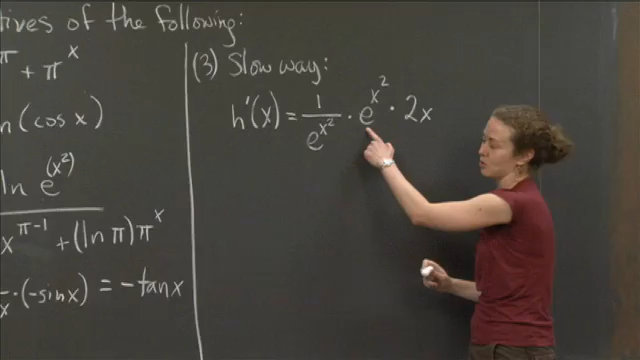 tives of the following:
π + π^x
n (cos x)
ln e^(x²)
x^(π-1) + (ln π) π^x
· (-sin x) = -tan x
(3) Slow way:
h'(x) = 1/e^(x²) · e^(x²) · 2x